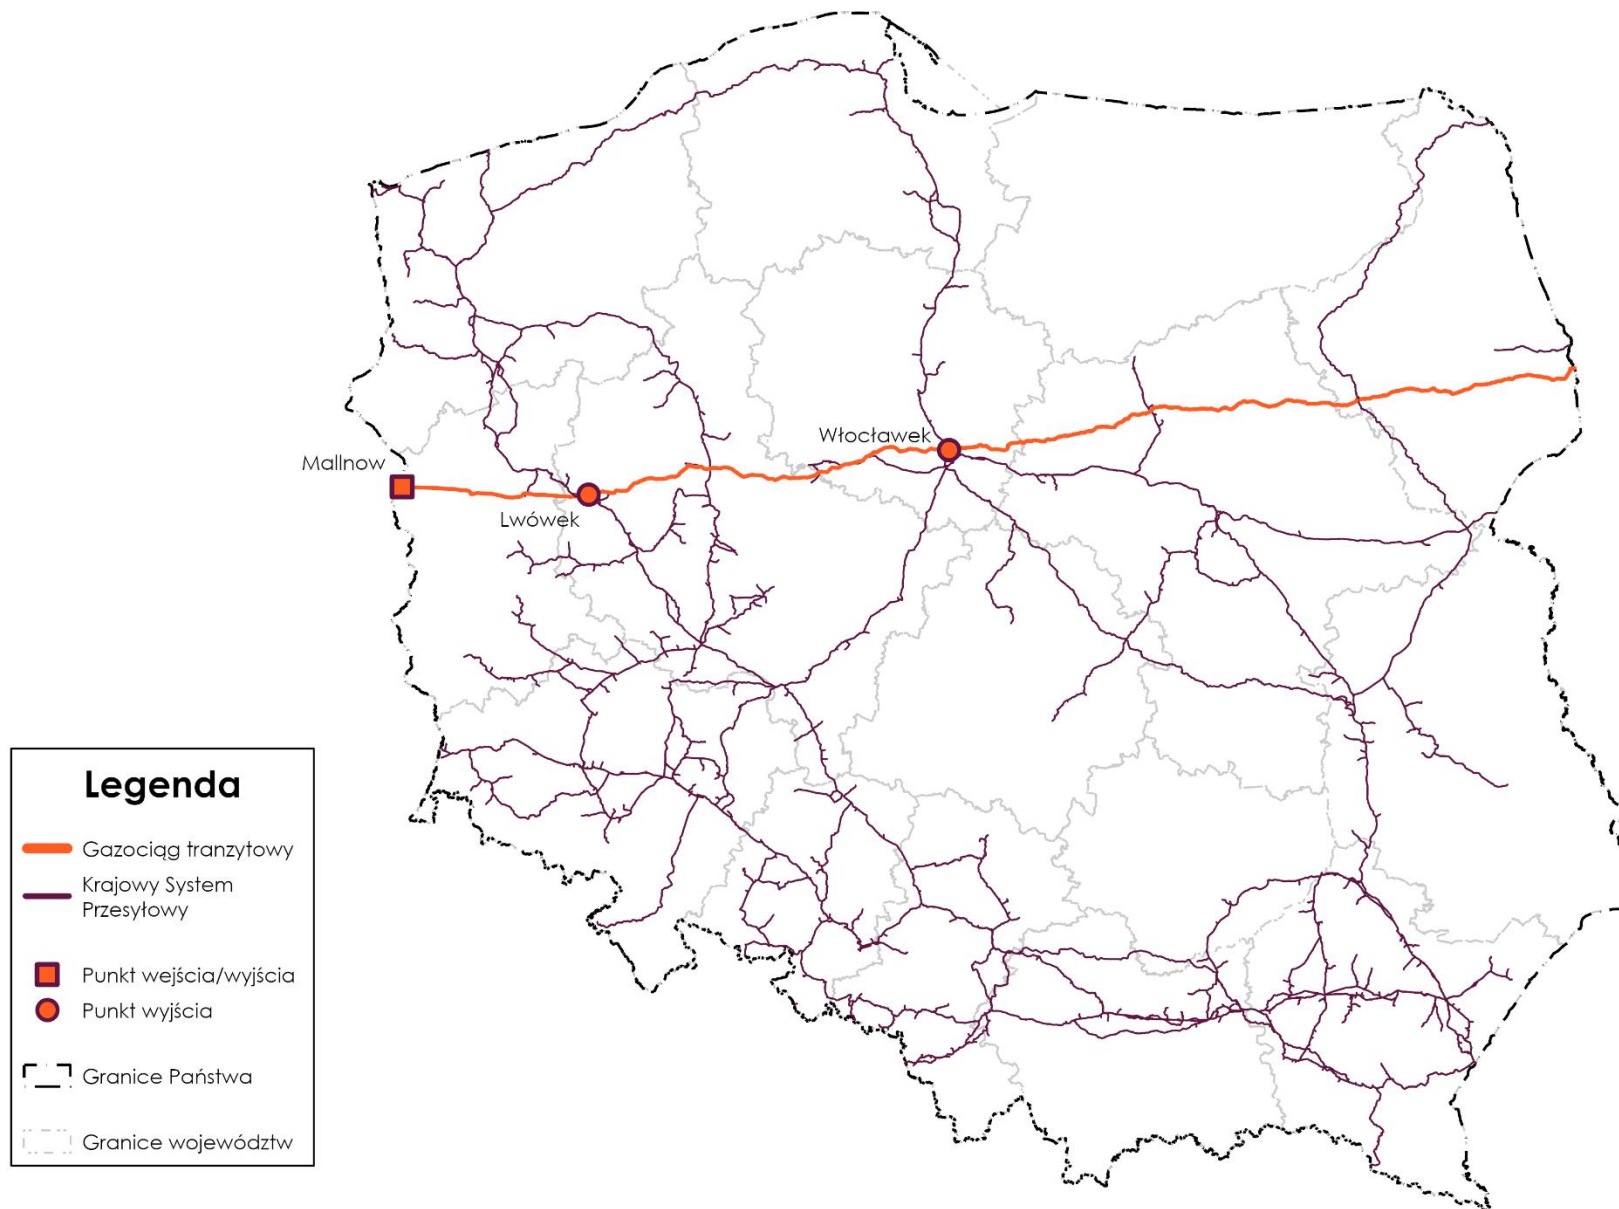 Włocławek
Mallnow
Lwówek
Legenda
Gazociąg tranzytowy
Krajowy System
Przesyłowy
Punkt wejścia/wyjścia
Punkt wyjścia
Granice Państwa
Granice województw